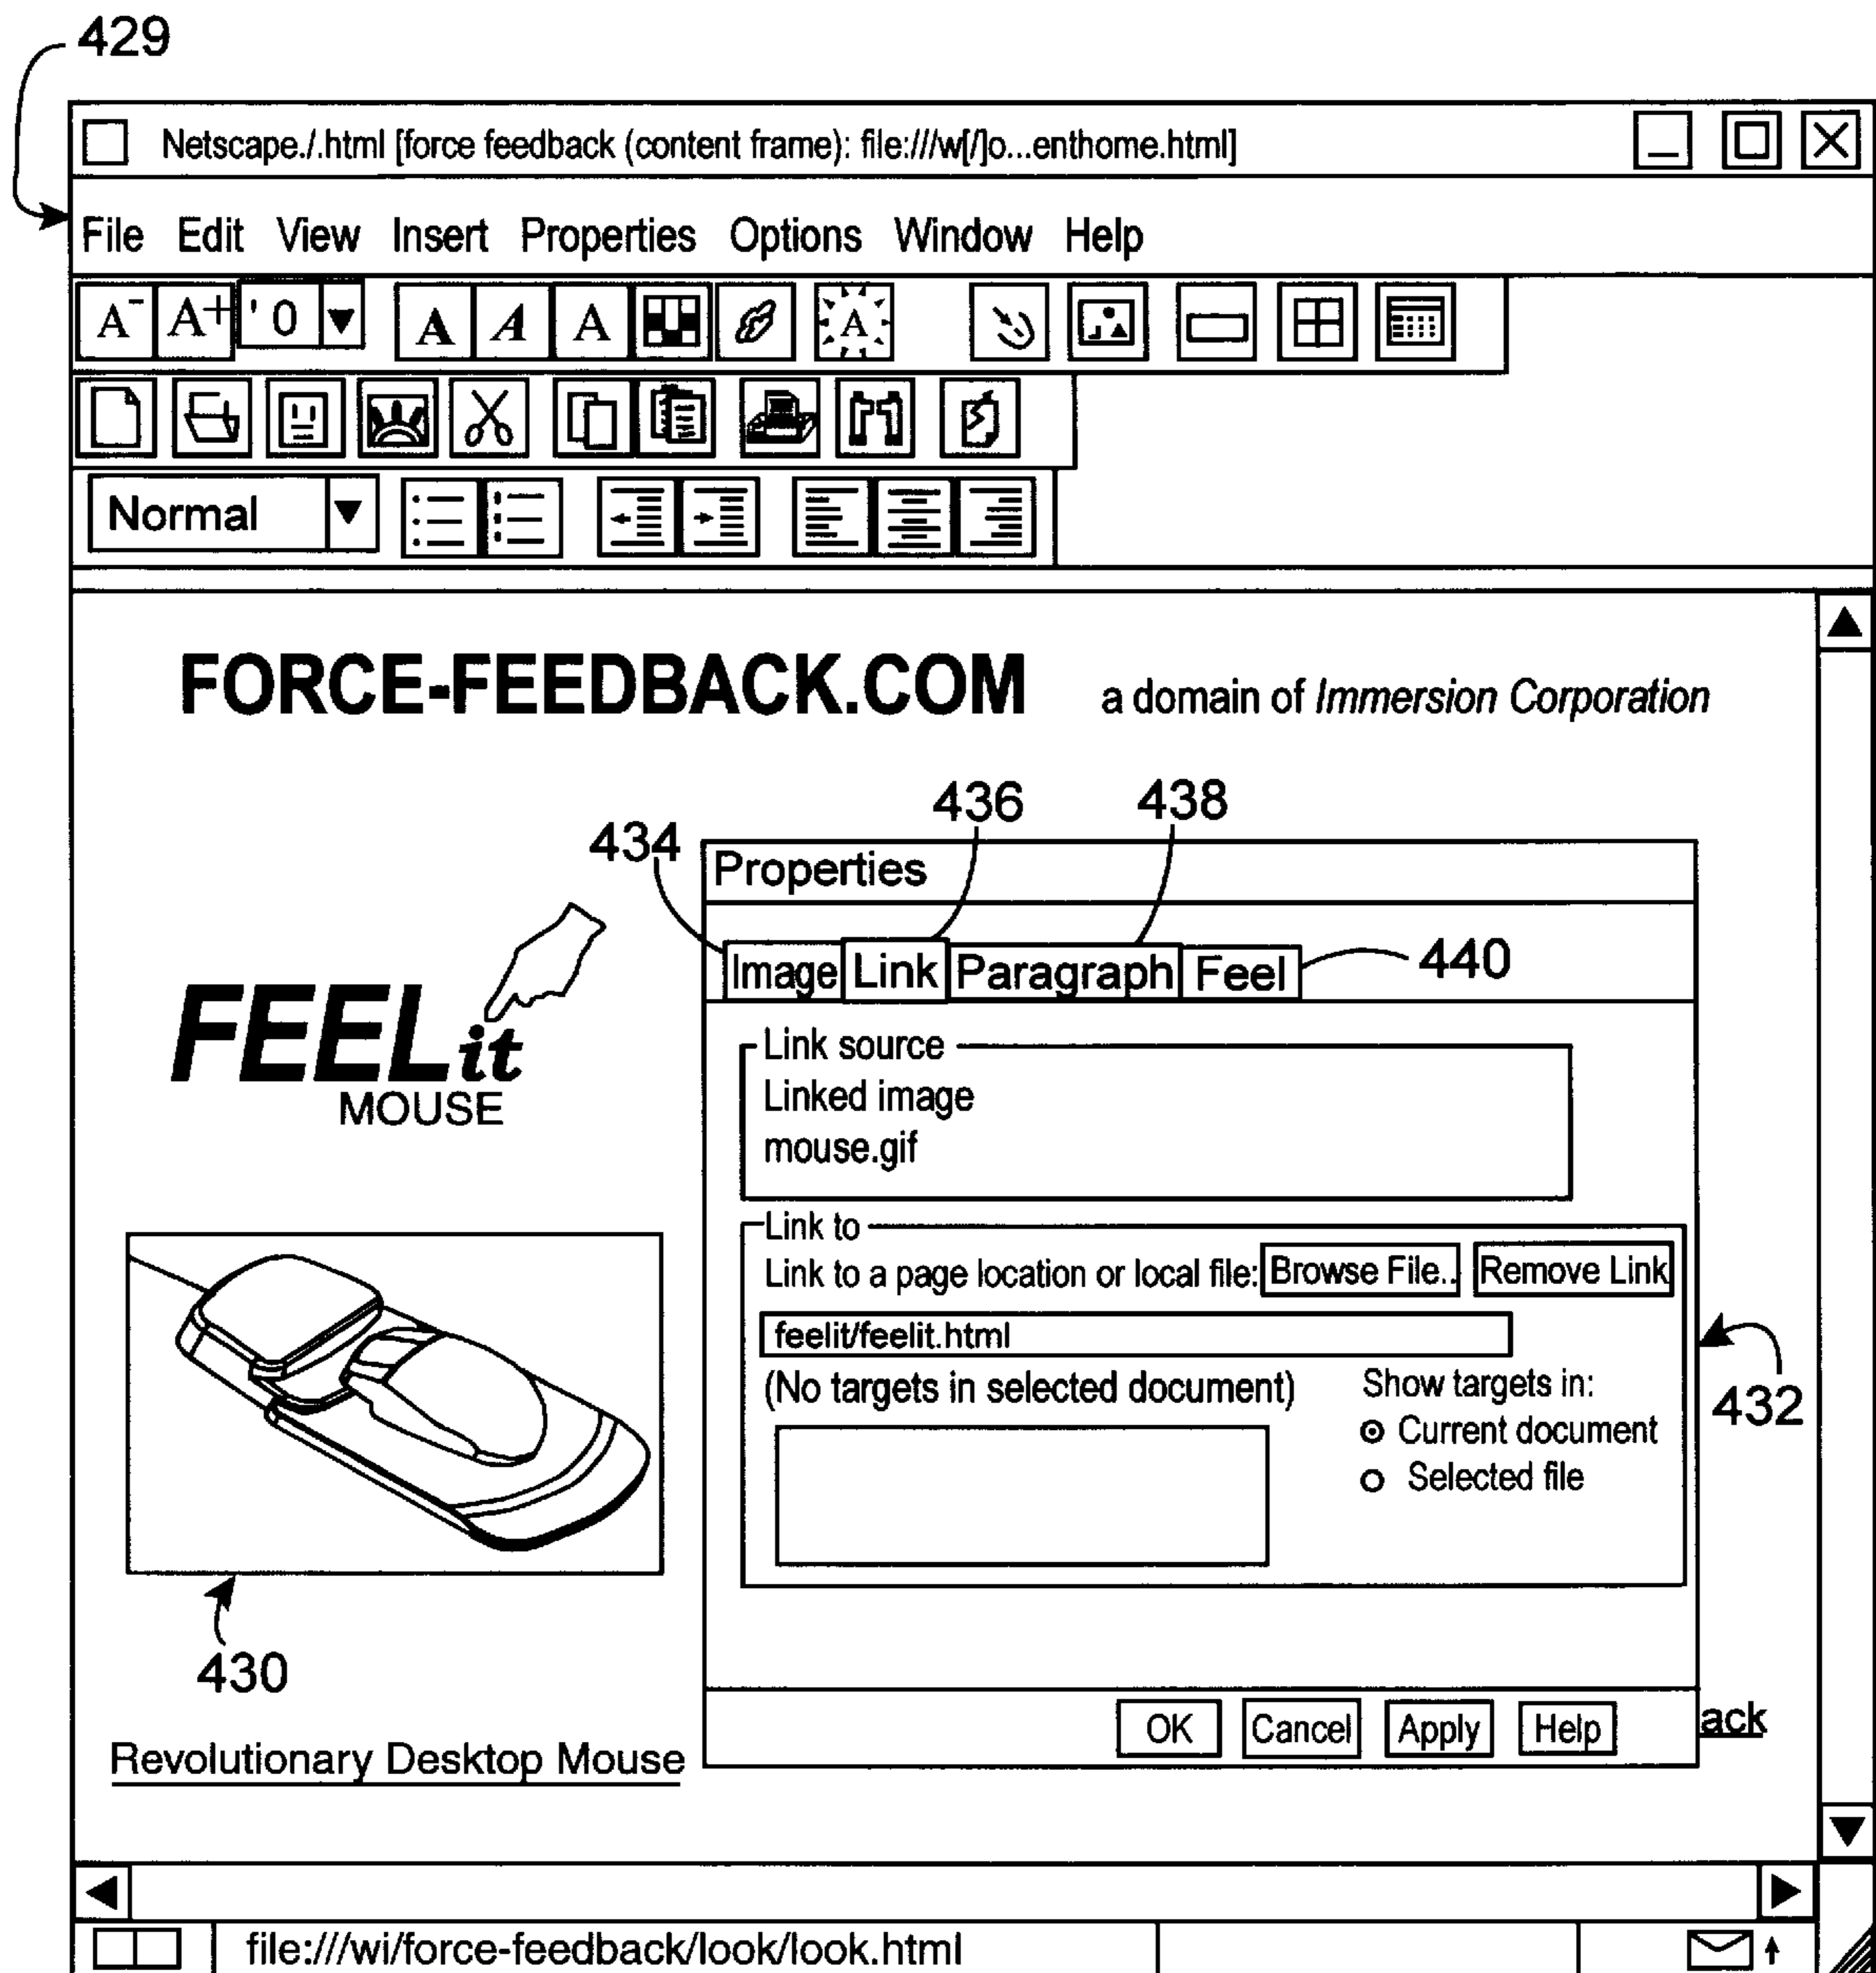 429
Netscape./.html [force feedback (content frame): file:///w[/]o...enthome.html]
File Edit View Insert Properties Options Window Help
A- A+ ' 0 A A A A
Normal
FORCE-FEEDBACK.COM a domain of Immersion Corporation
436 438
434
Properties
Image Link Paragraph Feel 440
FEELit
MOUSE
Link source
Linked image
mouse.gif
Link to
Link to a page location or local file: Browse File.. Remove Link
feelit/feelit.html
(No targets in selected document) Show targets in:
432
Current document
Selected file
430
OK Cancel Apply Help ack
Revolutionary Desktop Mouse
file:///wi/force-feedback/look/look.html